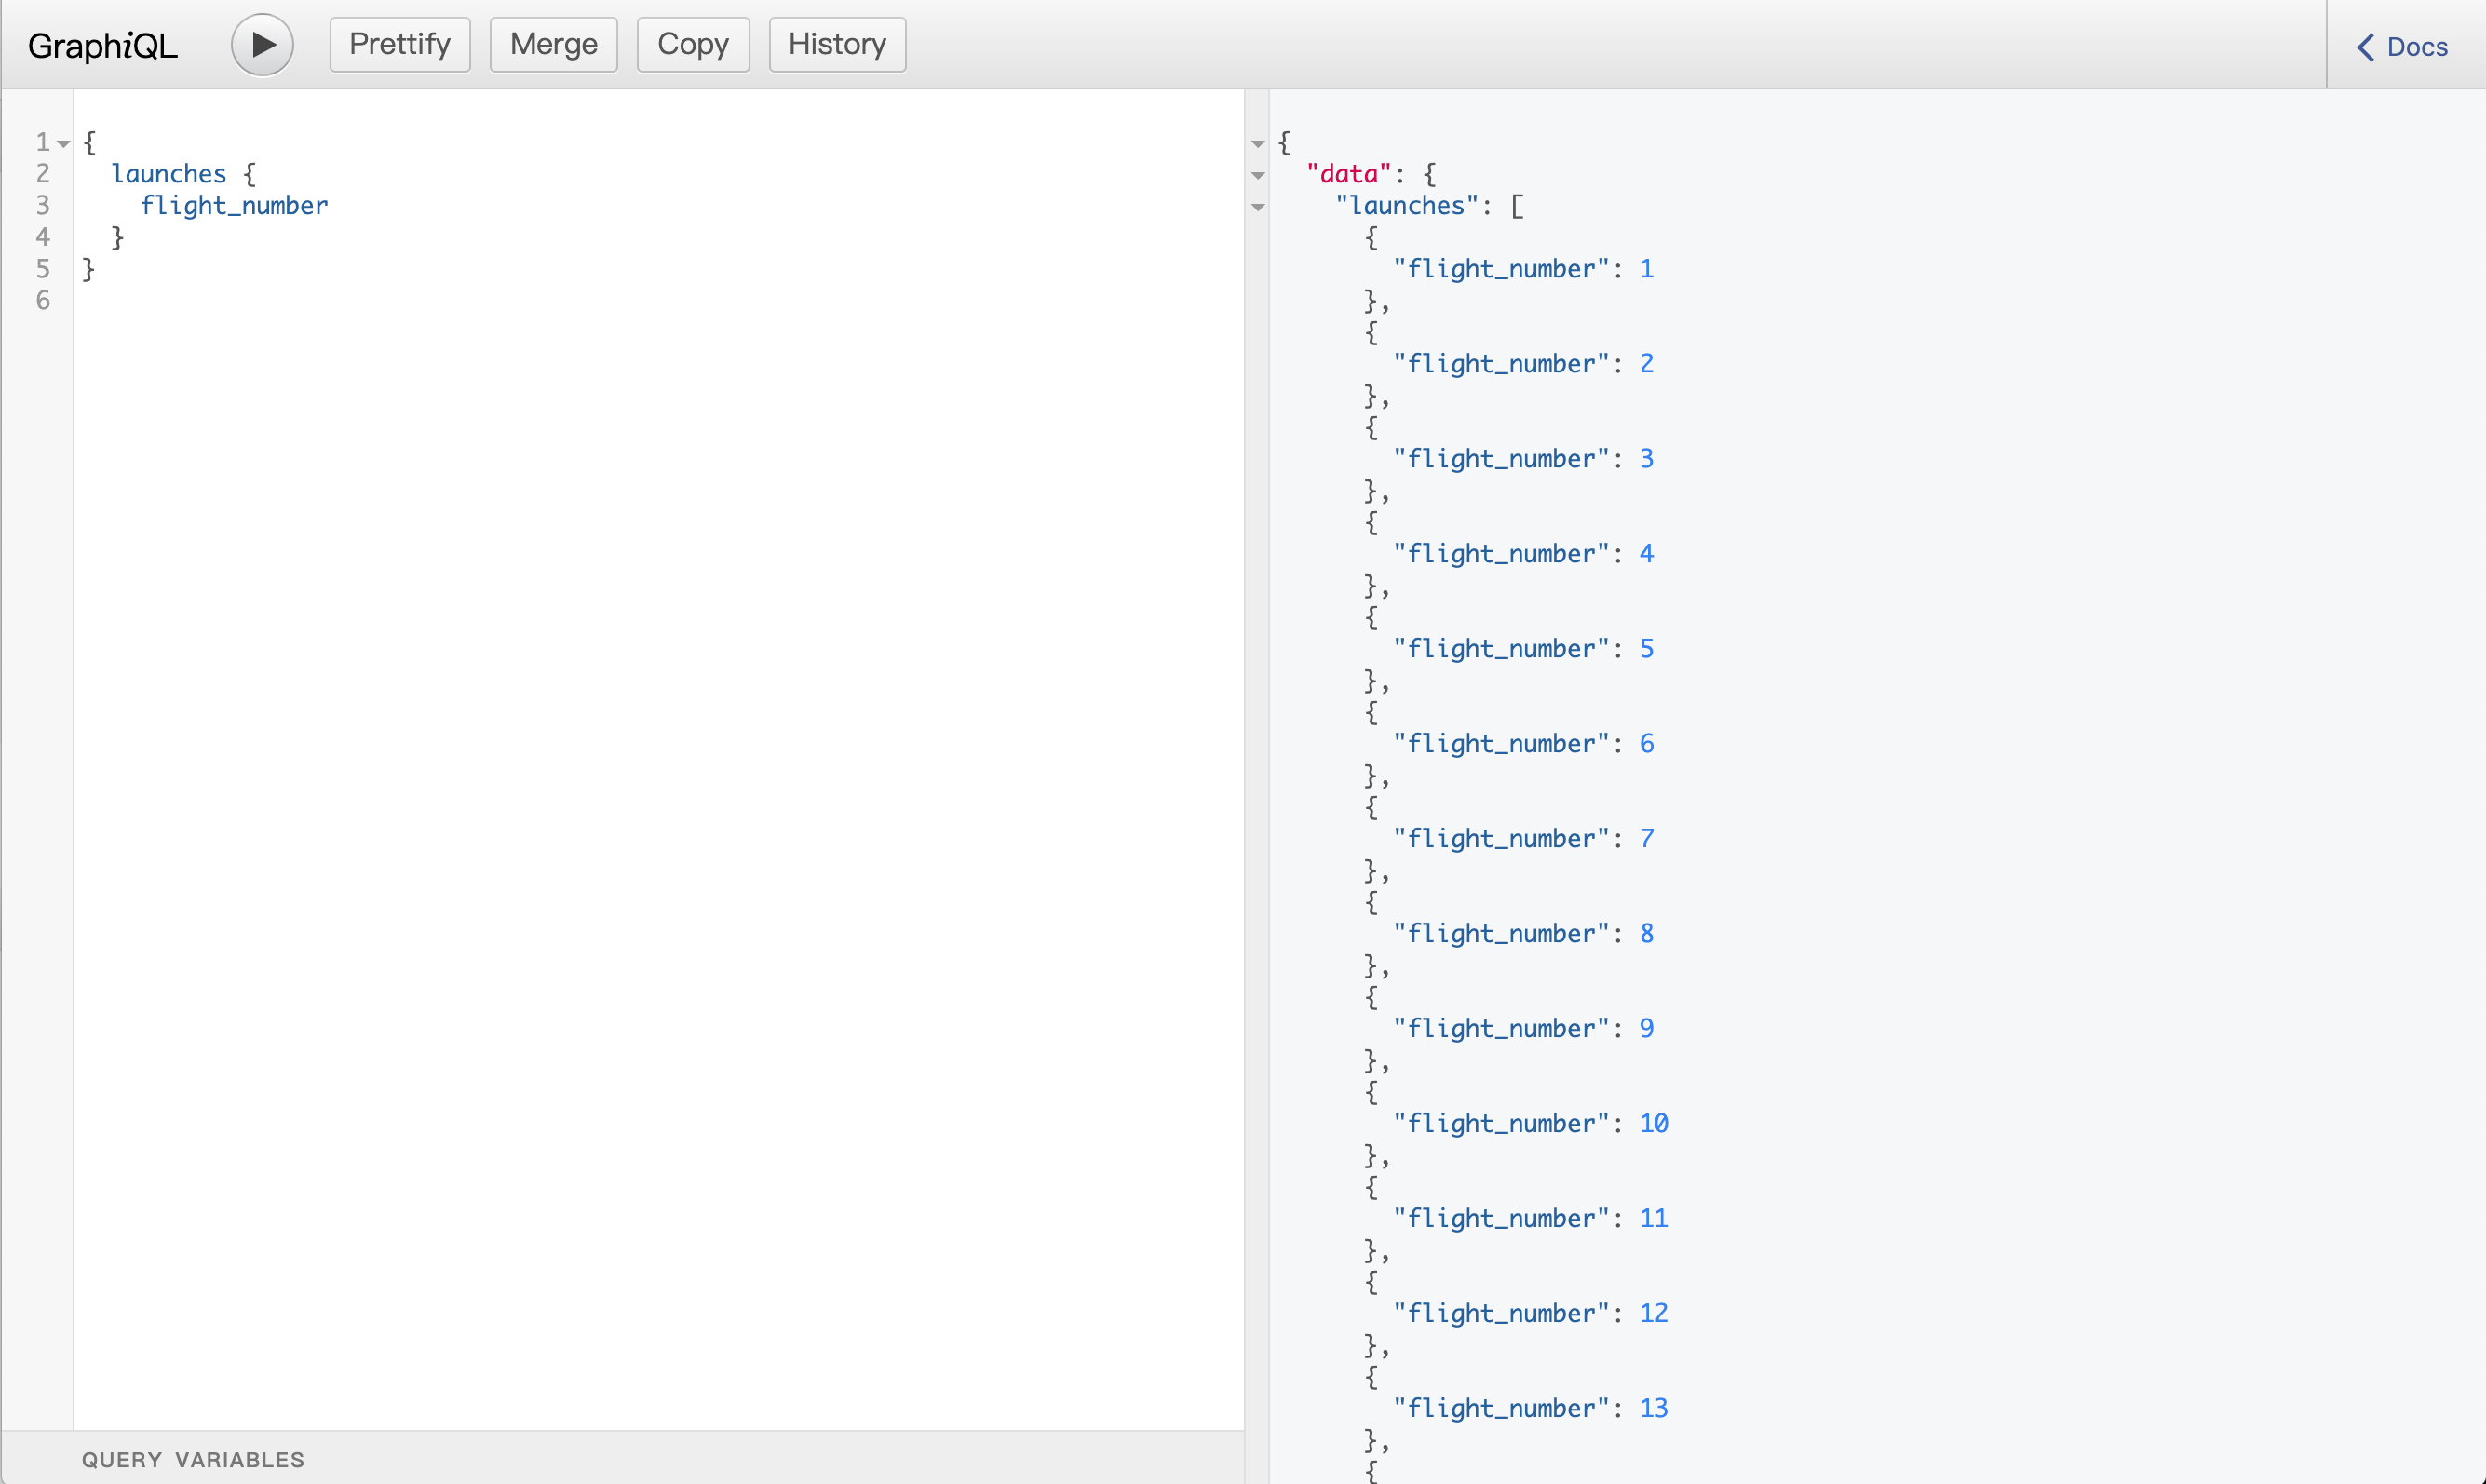 GraphiQL Prettify Merge Copy History Docs
1 {
2   launches {
3     flight_number
4   }
5 }
6
QUERY VARIABLES
{
  "data": {
    "launches": [
      {
        "flight_number": 1
      },
      {
        "flight_number": 2
      },
      {
        "flight_number": 3
      },
      {
        "flight_number": 4
      },
      {
        "flight_number": 5
      },
      {
        "flight_number": 6
      },
      {
        "flight_number": 7
      },
      {
        "flight_number": 8
      },
      {
        "flight_number": 9
      },
      {
        "flight_number": 10
      },
      {
        "flight_number": 11
      },
      {
        "flight_number": 12
      },
      {
        "flight_number": 13
      },
      {